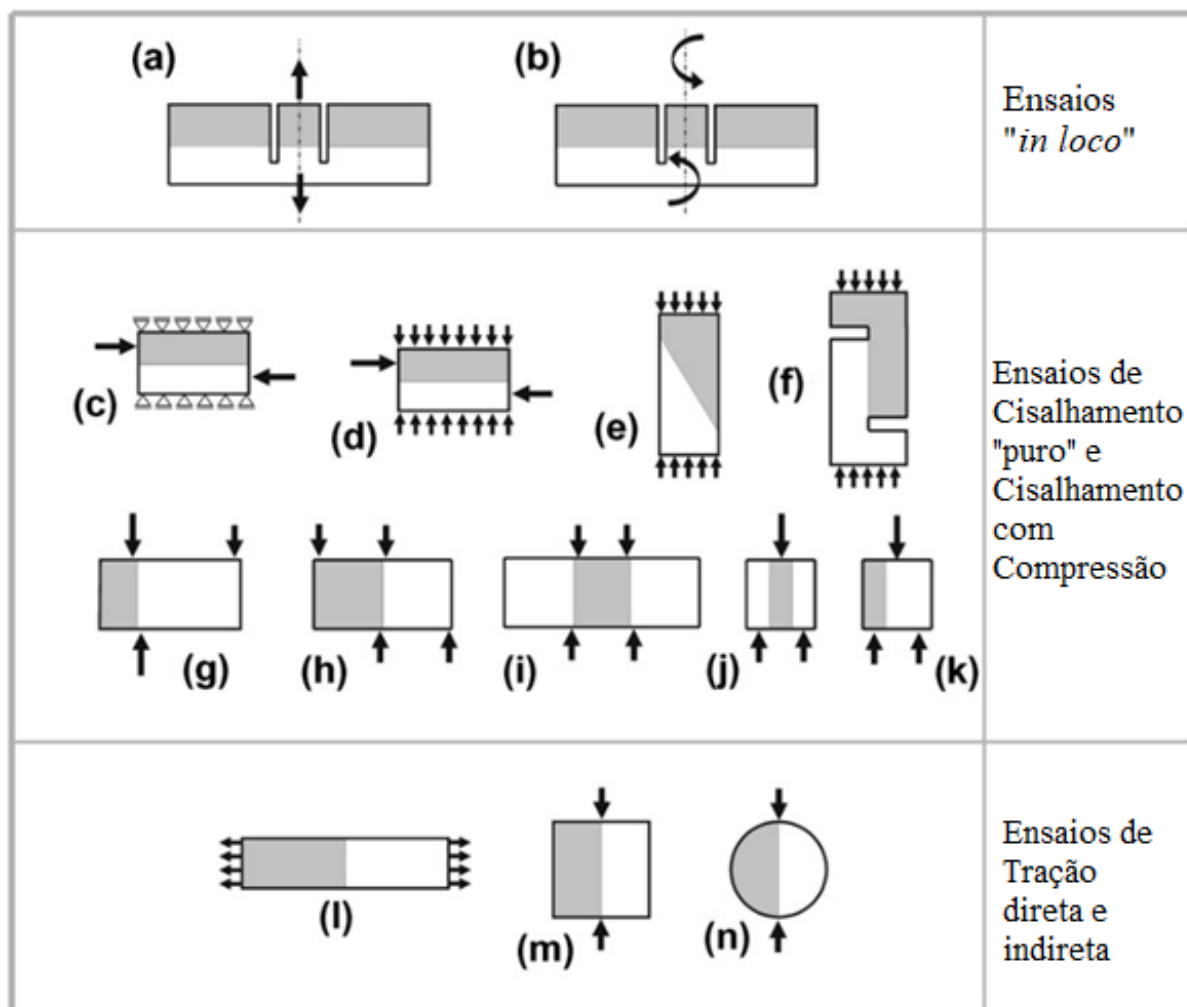 (a)
(b)
Ensaios
"in loco"
(c)
(d)
(e)
(f)
(g)
(h)
(i)
(j)
(k)
Ensaios de
Cisalhamento
"puro" e
Cisalhamento
com
Compressão
(l)
(m)
(n)
Ensaios de
Tração
direta e
indireta